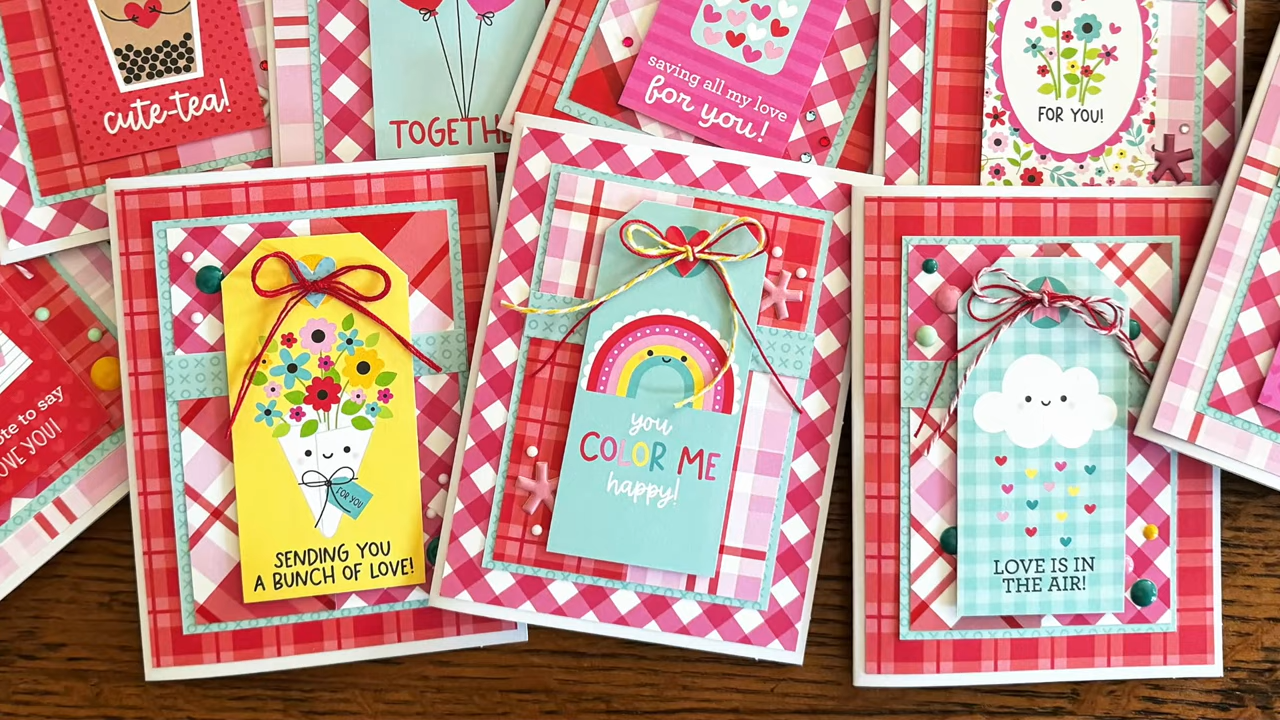 cute-tea!
TOGETH
saving all my love
for you!
FOR YOU!
to say
OVE YOU!
FOR YOU
SENDING YOU
A BUNCH OF LOVE!
you
COLOR ME
happy!
LOVE IS IN
THE AIR!